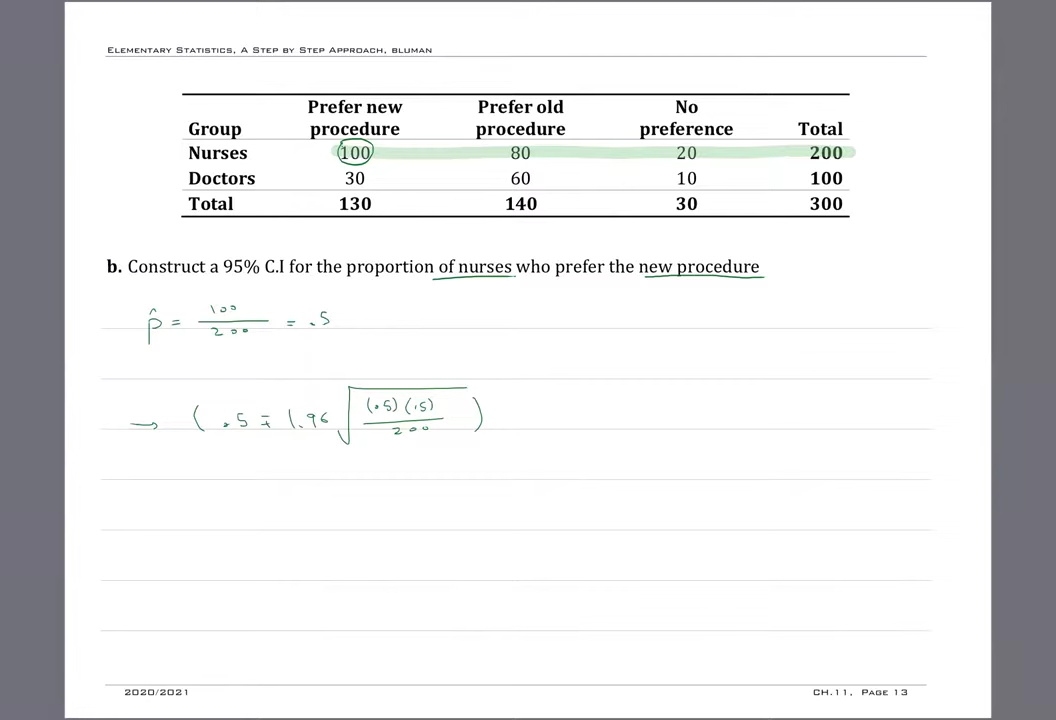 ELEMENTARY STATISTICS, A STEP BY STEP APPROACH, BLUMAN
Group Prefer new procedure Prefer old procedure No preference Total
Nurses 100 80 20 200
Doctors 30 60 10 100
Total 130 140 30 300
b. Construct a 95% C.I for the proportion of nurses who prefer the new procedure
p̂ = 100/200 = .5
→ ( .5 ∓ 1.96 √((.5)(.5)/200) )
2020/2021 CH.11, PAGE 13